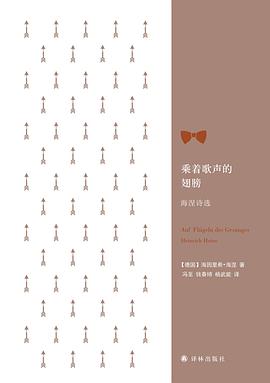 乘着歌声的
翅膀
海涅诗选
Auf Flügeln des Gesanges
Heinrich Heine
【德国】海因里希·海涅 著
冯至 钱春绮 杨武能 译
译林出版社